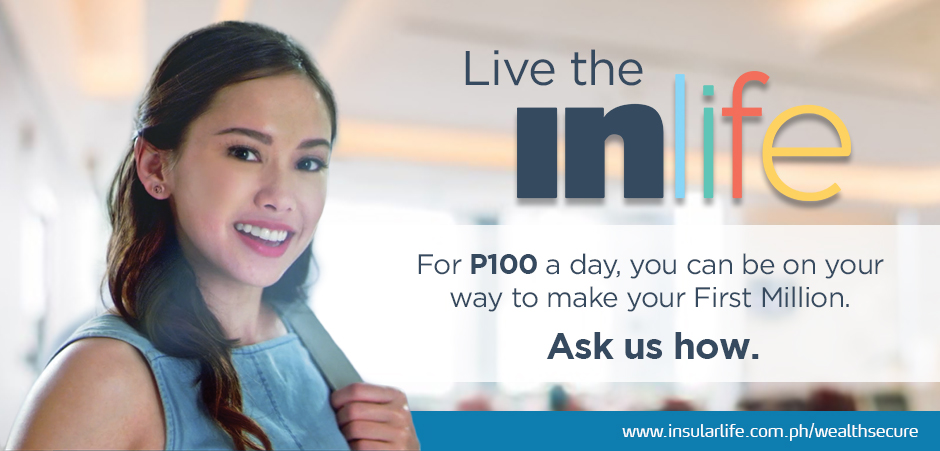 Live the
inlife
For P100 a day, you can be on your
way to make your First Million.
Ask us how.
www.insularlife.com.ph/wealthsecure